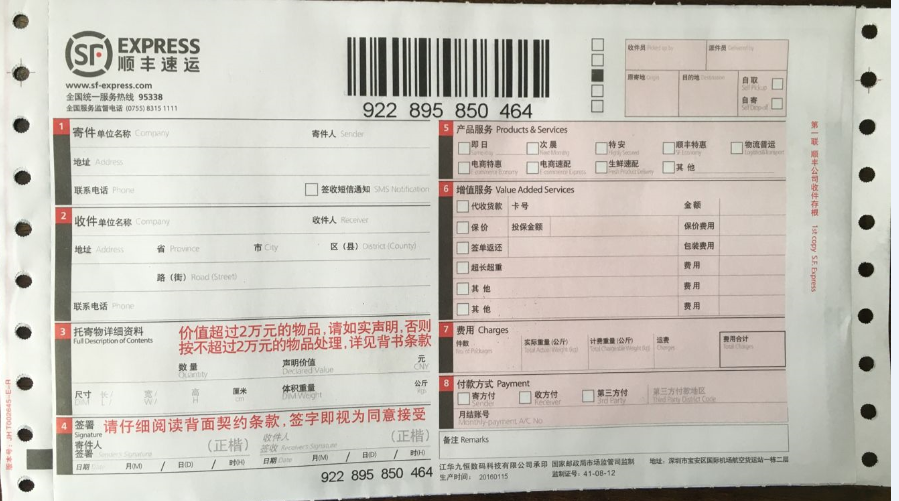 SF EXPRESS
顺丰速运
www.sf-express.com
全国统一服务热线 95338
全国服务监督电话 (0755) 8315 1111
922 895 850 464
收件员
派件员
原寄地
目的地
自取
自寄
1 寄件 单位名称 Company 寄件人 Sender
地址 Address
联系电话 Phone 签收短信通知 SMS Notification
2 收件 单位名称 Company 收件人 Receiver
地址 Address 省 Province 市 City 区(县) District (County)
路(街) Road (Street)
联系电话 Phone
3 托寄物详细资料
Full Description of Contents
价值超过2万元的物品,请如实声明,否则
按不超过2万元的物品处理,详见背书条款
数量 声明价值 元
Quantity Declared Value CNY
尺寸 长 / 宽 / 高 厘米 体积重量 公斤
L / W / H cm DIM Weight
4 签署 Signature
请仔细阅读背面契约条款,签字即视为同意接受
寄件人签署 (正楷) 收件人签收 Receiver's Signature (正楷)
日期 月(M) / 日(D) / 时(H) 日期 月(M) / 日(D) / 时(H)
922 895 850 464
5 产品服务 Products & Services
即日 次晨 特安 顺丰特惠 物流普运
电商特惠 电商速配 生鲜速配 其他
6 增值服务 Value Added Services
代收货款 卡号 金额
保价 投保金额 保价费用
签单返还 包装费用
超长超重 费用
其他 费用
其他 费用
7 费用 Charges
件数 实际重量(公斤) 计费重量(公斤) 运费 费用合计
8 付款方式 Payment
寄方付 收方付 第三方付 第三方付款地区
Sender Receiver 3rd Party
月结账号
Monthly-payment A/C No.
备注 Remarks
江华九恒数码科技有限公司承印 国家邮政局市场监管司监制 地址:深圳市宝安区国际机场航空货运站一栋二层
生产时间: 20160115 监制证号:41-08-12
第一联 顺丰公司收件存根 1st copy S.F. Express